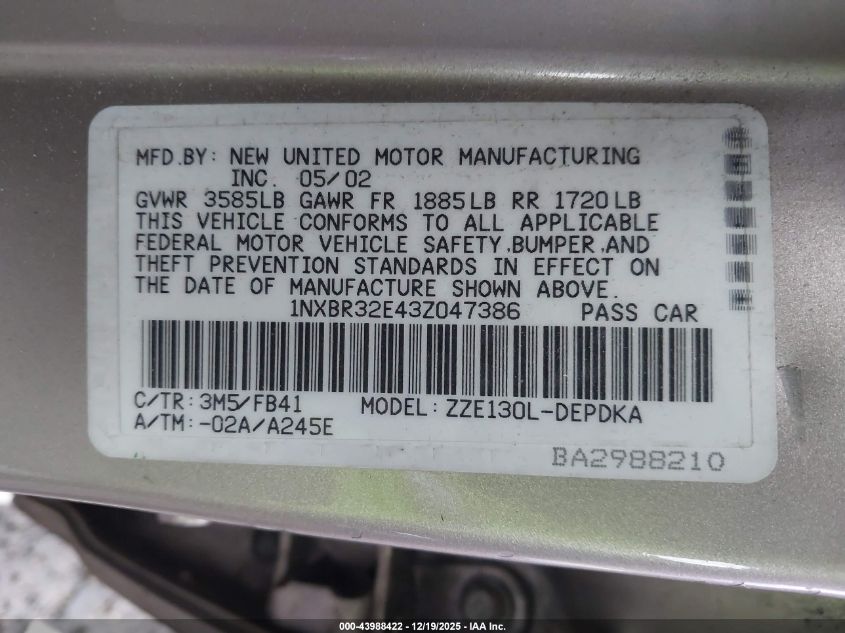 MFD.BY: NEW UNITED MOTOR MANUFACTURING
INC. 05/02
GVWR 3585LB GAWR FR 1885LB RR 1720LB
THIS VEHICLE CONFORMS TO ALL APPLICABLE
FEDERAL MOTOR VEHICLE SAFETY,BUMPER,AND
THEFT PREVENTION STANDARDS IN EFFECT ON
THE DATE OF MANUFACTURE SHOWN ABOVE.
1NXBR32E43Z047386 PASS CAR
C/TR: 3M5/FB41 MODEL: ZZE130L-DEPDKA
A/TM: -02A/A245E
BA2988210
000-43988422 - 12/19/2025 - IAA Inc.